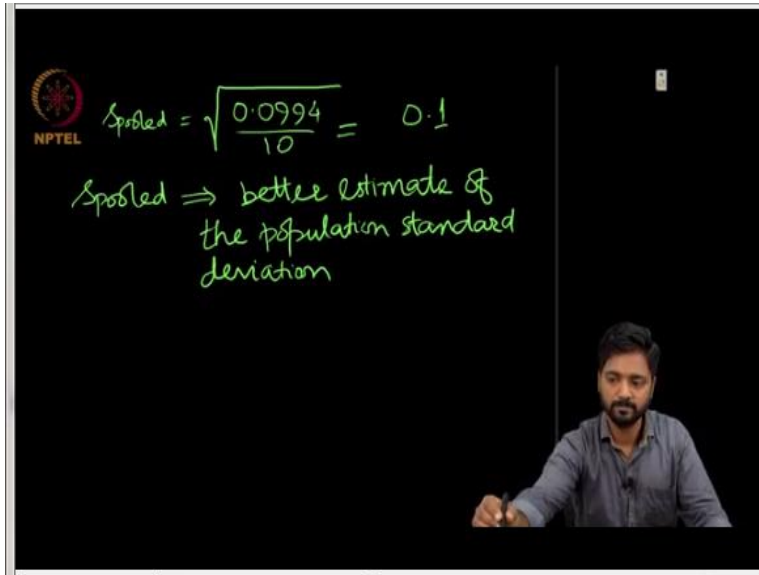 NPTEL
Spooled = √(0.0994/10) = 0.1
Spooled ⇒ better estimate of
the population standard
deviation